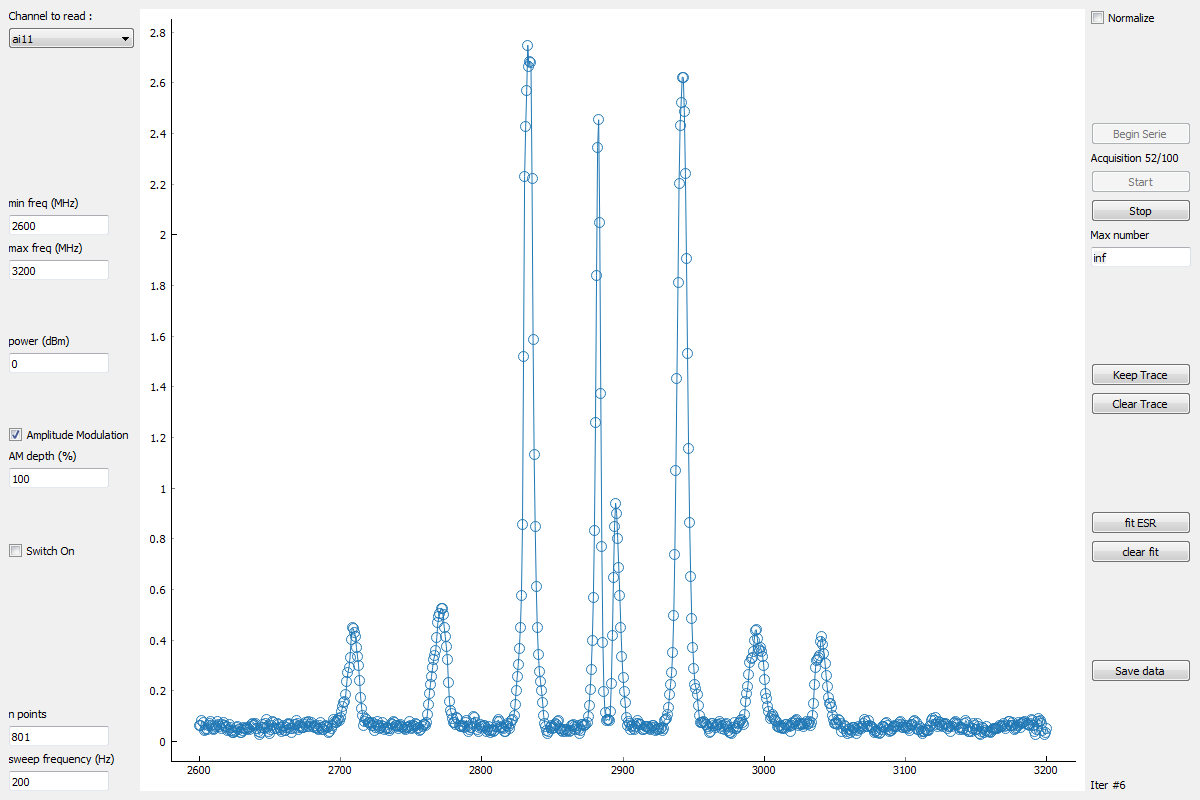 Channel to read :
ai11
min freq (MHz)
2600
max freq (MHz)
3200
power (dBm)
0
Amplitude Modulation
AM depth (%)
100
Switch On
n points
801
sweep frequency (Hz)
200
2.8
2.6
2.4
2.2
2
1.8
1.6
1.4
1.2
1
0.8
0.6
0.4
0.2
0
2600 2700 2800 2900 3000 3100 3200
Normalize
Begin Serie
Acquisition 52/100
Start
Stop
Max number
inf
Keep Trace
Clear Trace
fit ESR
clear fit
Save data
Iter #6